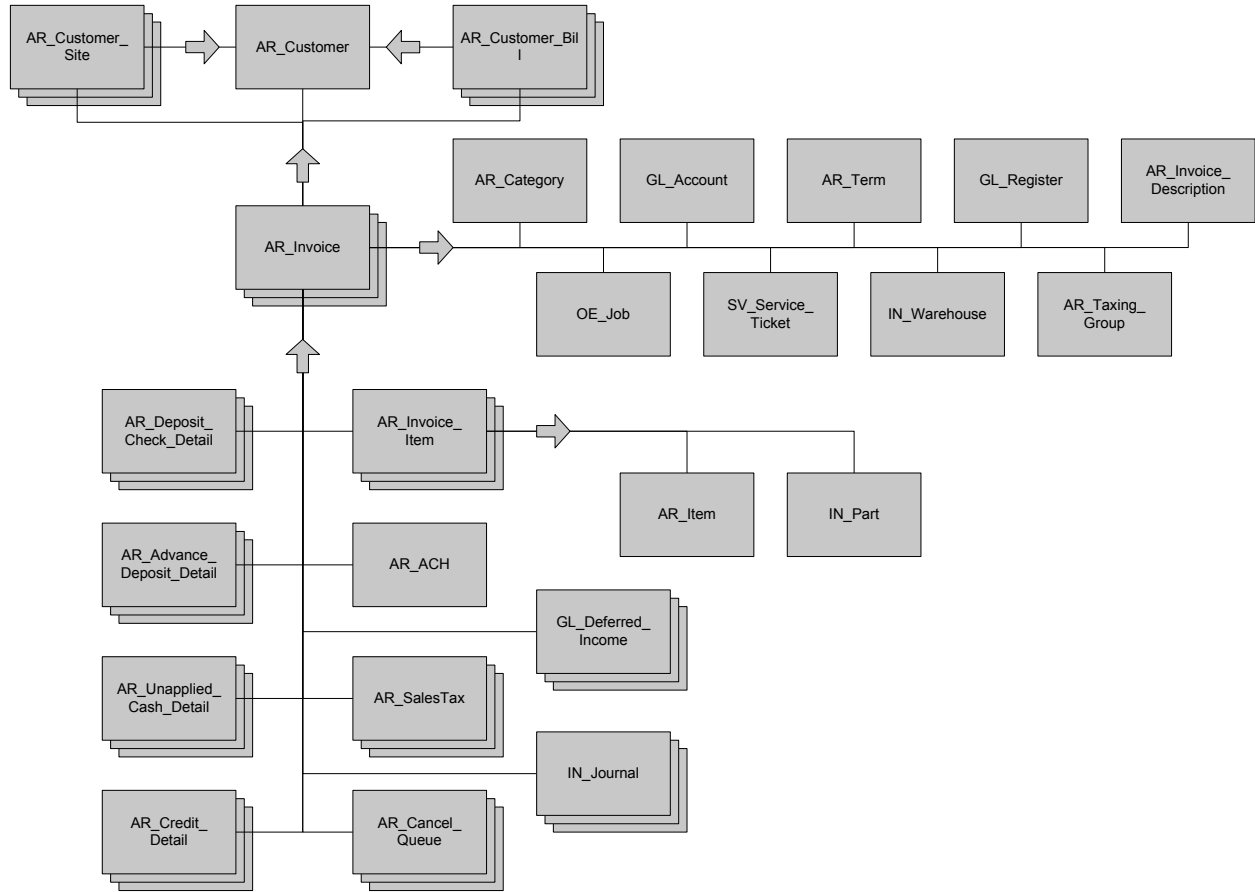 AR_Customer_
Site
AR_Customer
AR_Customer_Bil
l
AR_Category
GL_Account
AR_Term
GL_Register
AR_Invoice_
Description
AR_Invoice
OE_Job
SV_Service_
Ticket
IN_Warehouse
AR_Taxing_
Group
AR_Deposit_
Check_Detail
AR_Invoice_
Item
AR_Item
IN_Part
AR_Advance_
Deposit_Detail
AR_ACH
GL_Deferred_
Income
AR_Unapplied_
Cash_Detail
AR_SalesTax
IN_Journal
AR_Credit_
Detail
AR_Cancel_
Queue